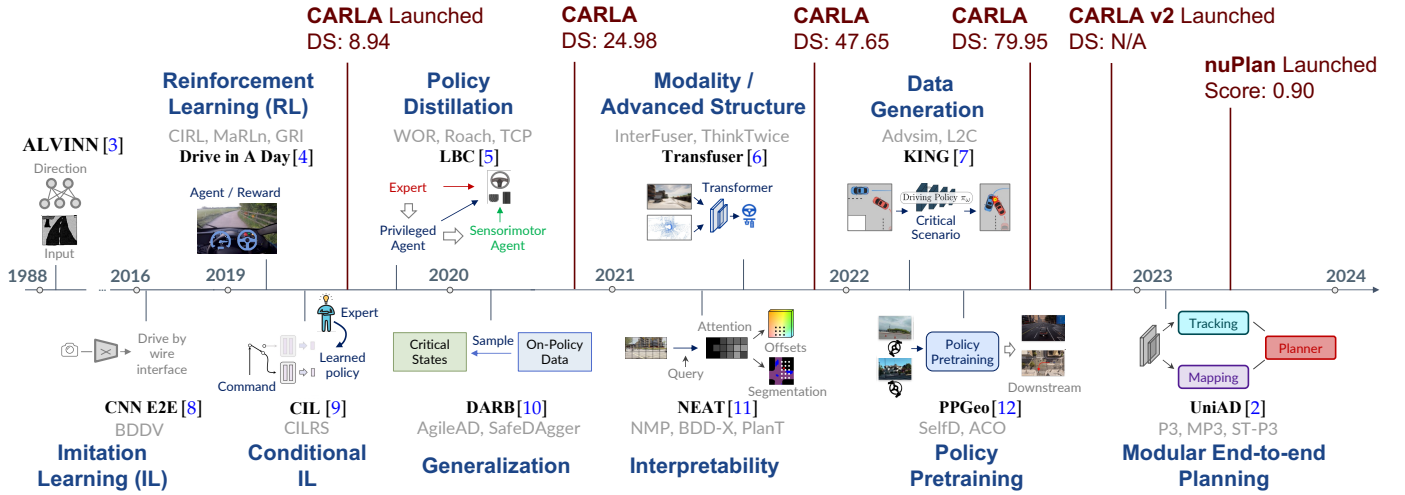 CARLA Launched
DS: 8.94
CARLA
DS: 24.98
CARLA
DS: 47.65
CARLA
DS: 79.95
CARLA v2 Launched
DS: N/A
nuPlan Launched
Score: 0.90
Reinforcement
Learning (RL)
CIRL, MaRLn, GRI
Drive in A Day [4]
Agent / Reward
Policy
Distillation
WOR, Roach, TCP
LBC [5]
Expert
Privileged
Agent
Sensorimotor
Agent
Modality /
Advanced Structure
InterFuser, ThinkTwice
Transfuser [6]
Transformer
Data
Generation
Advsim, L2C
KING [7]
Driving Policy πω
Critical
Scenario
ALVINN [3]
Direction
Input
1988
...
2016
2019
2020
2021
2022
2023
2024
Drive by
wire
interface
CNN E2E [8]
BDDV
Imitation
Learning (IL)
Expert
Learned
policy
Command
CIL [9]
CILRS
Conditional
IL
Critical
States
Sample
On-Policy
Data
DARB [10]
AgileAD, SafeDAgger
Generalization
Attention
Query
Offsets
Segmentation
NEAT [11]
NMP, BDD-X, PlanT
Interpretability
Policy
Pretraining
Downstream
PPGeo [12]
SelfD, ACO
Policy
Pretraining
Tracking
Mapping
Planner
UniAD [2]
P3, MP3, ST-P3
Modular End-to-end
Planning